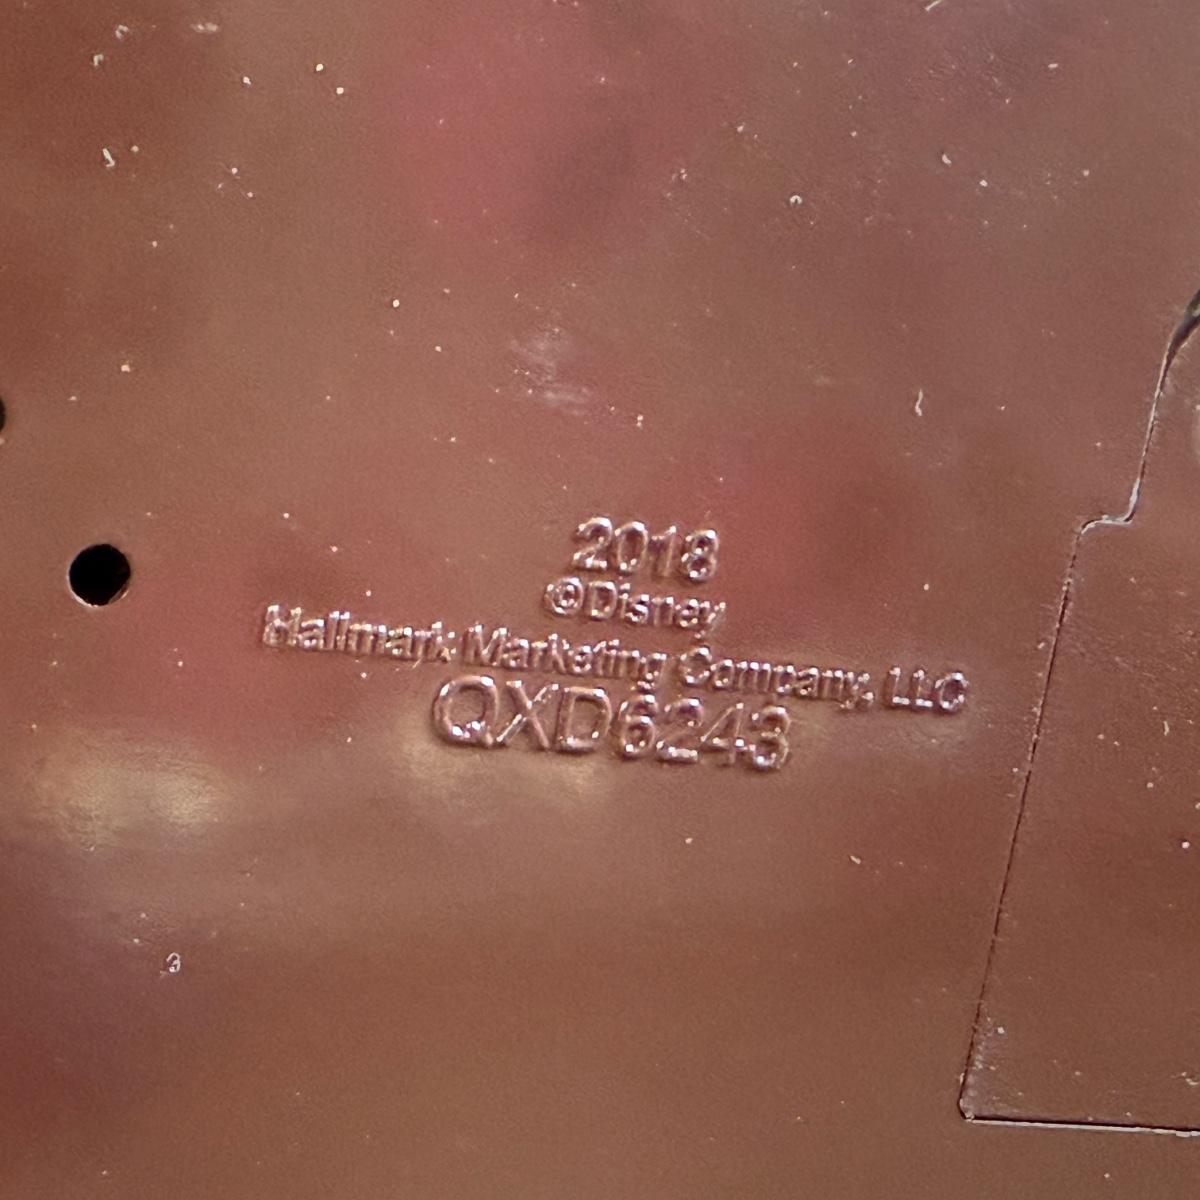 2018
©Disney
Hallmark Marketing Company, LLC
QXD6243